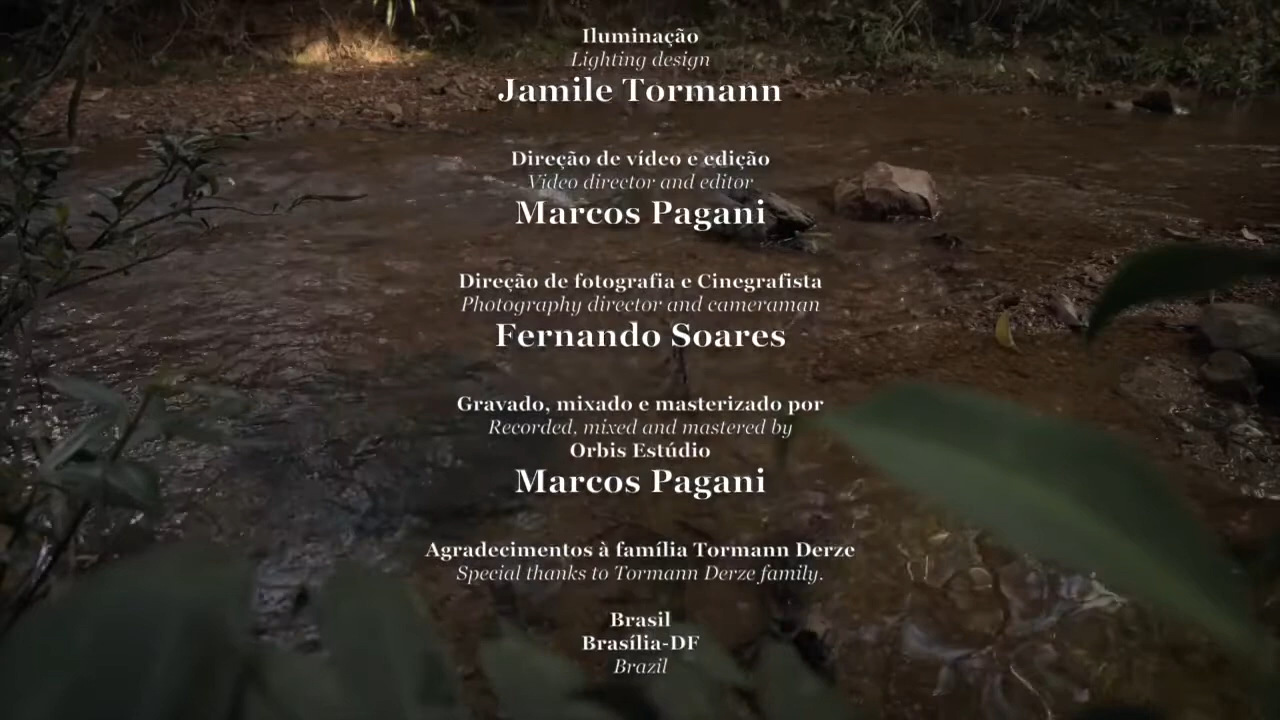 Iluminação
Lighting design
Jamile Tormann
Direção de vídeo e edição
Video director and editor
Marcos Pagani
Direção de fotografia e Cinegrafista
Photography director and cameraman
Fernando Soares
Gravado, mixado e masterizado por
Recorded, mixed and mastered by
Orbis Estúdio
Marcos Pagani
Agradecimentos à família Tormann Derze
Special thanks to Tormann Derze family.
Brasil
Brasília-DF
Brazil